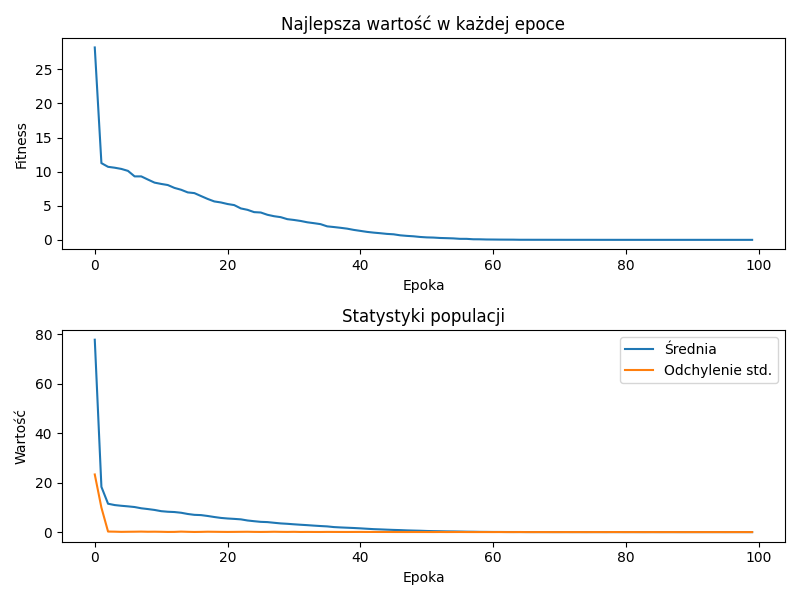 Najlepsza wartość w każdej epoce
Fitness
25
20
15
10
5
0
0 20 40 60 80 100
Epoka
Statystyki populacji
Wartość
80
60
40
20
0
Średnia
Odchylenie std.
0 20 40 60 80 100
Epoka